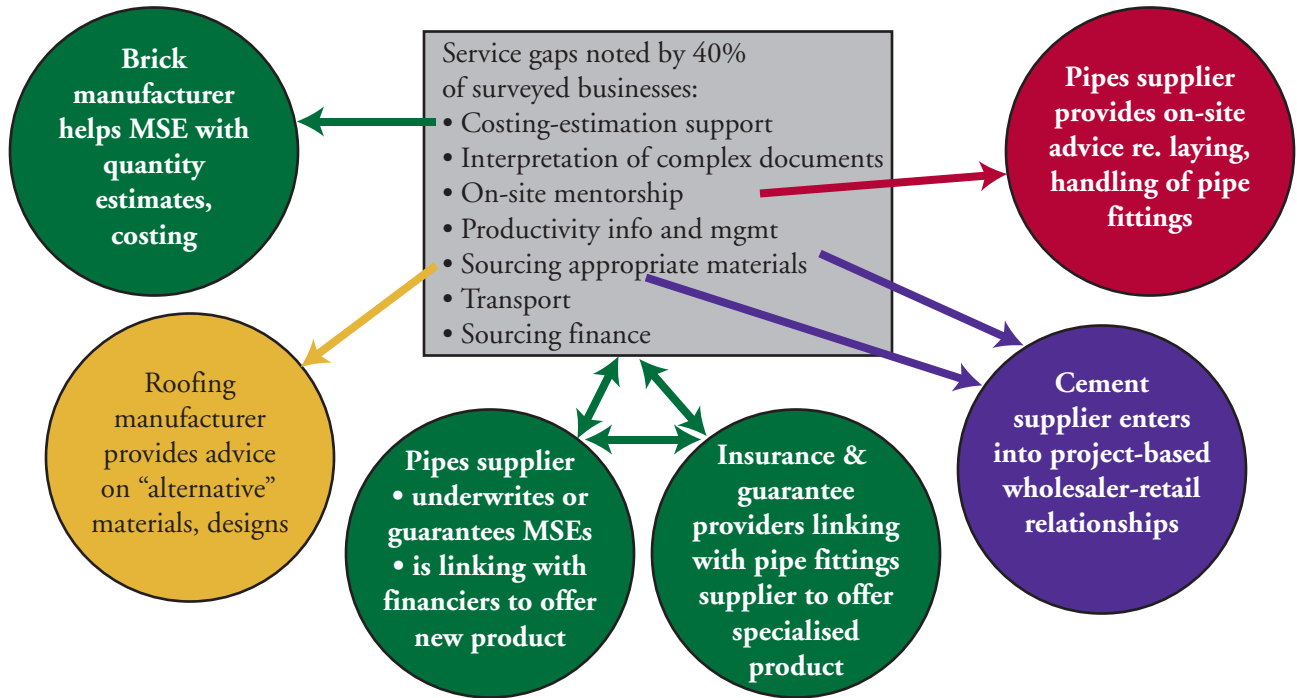 Brick
manufacturer
helps MSE with
quantity
estimates,
costing
Service gaps noted by 40%
of surveyed businesses:
• Costing-estimation support
• Interpretation of complex documents
• On-site mentorship
• Productivity info and mgmt
• Sourcing appropriate materials
• Transport
• Sourcing finance
Pipes supplier
provides on-site
advice re. laying,
handling of pipe
fittings
Roofing
manufacturer
provides advice
on “alternative”
materials, designs
Pipes supplier
• underwrites or
guarantees MSEs
• is linking with
financiers to offer
new product
Insurance &
guarantee
providers linking
with pipe fittings
supplier to offer
specialised
product
Cement
supplier enters
into project-based
wholesaler-retail
relationships